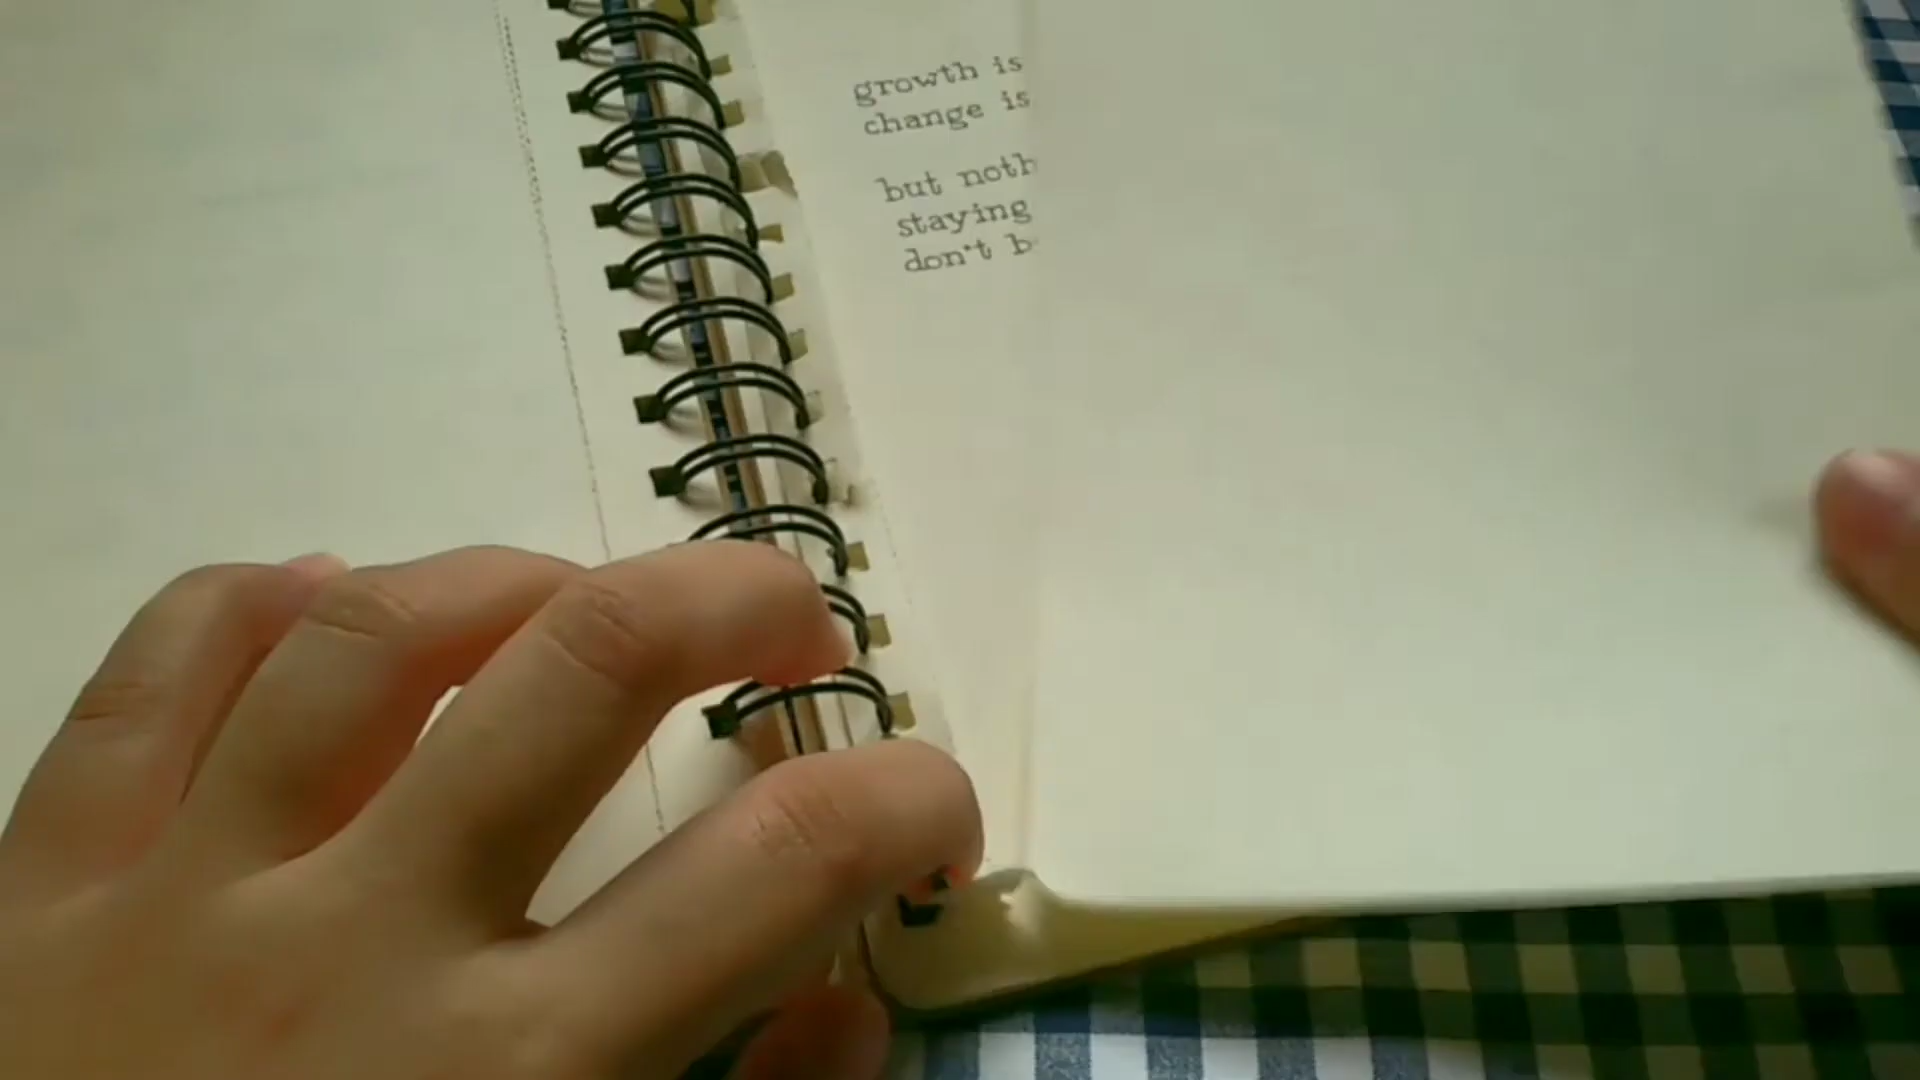 growth is
change is
but noth
staying
don't b